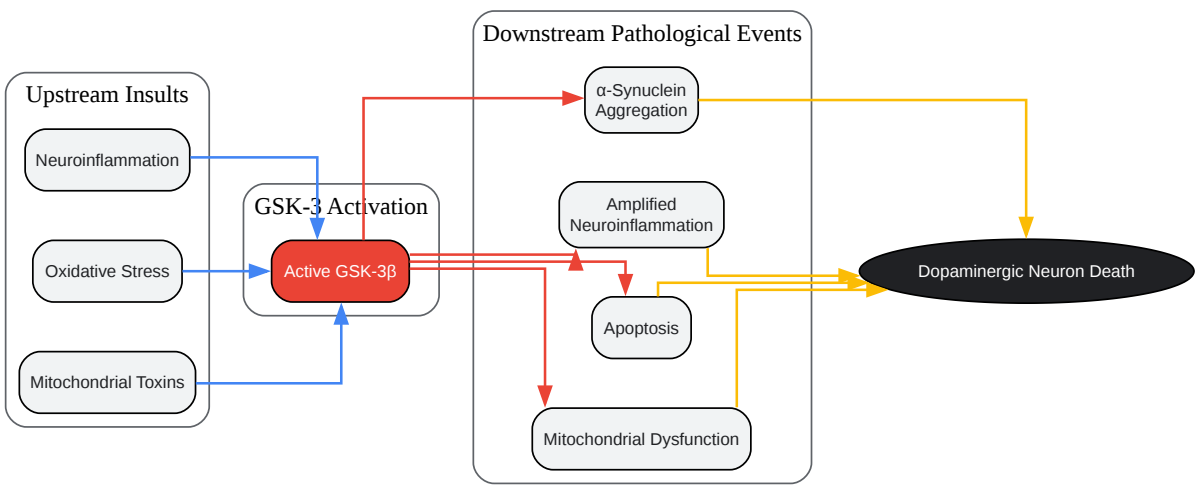 Upstream Insults
Neuroinflammation
Oxidative Stress
Mitochondrial Toxins
GSK-3 Activation
Active GSK-3β
Downstream Pathological Events
α-Synuclein
Aggregation
Amplified
Neuroinflammation
Apoptosis
Mitochondrial Dysfunction
Dopaminergic Neuron Death